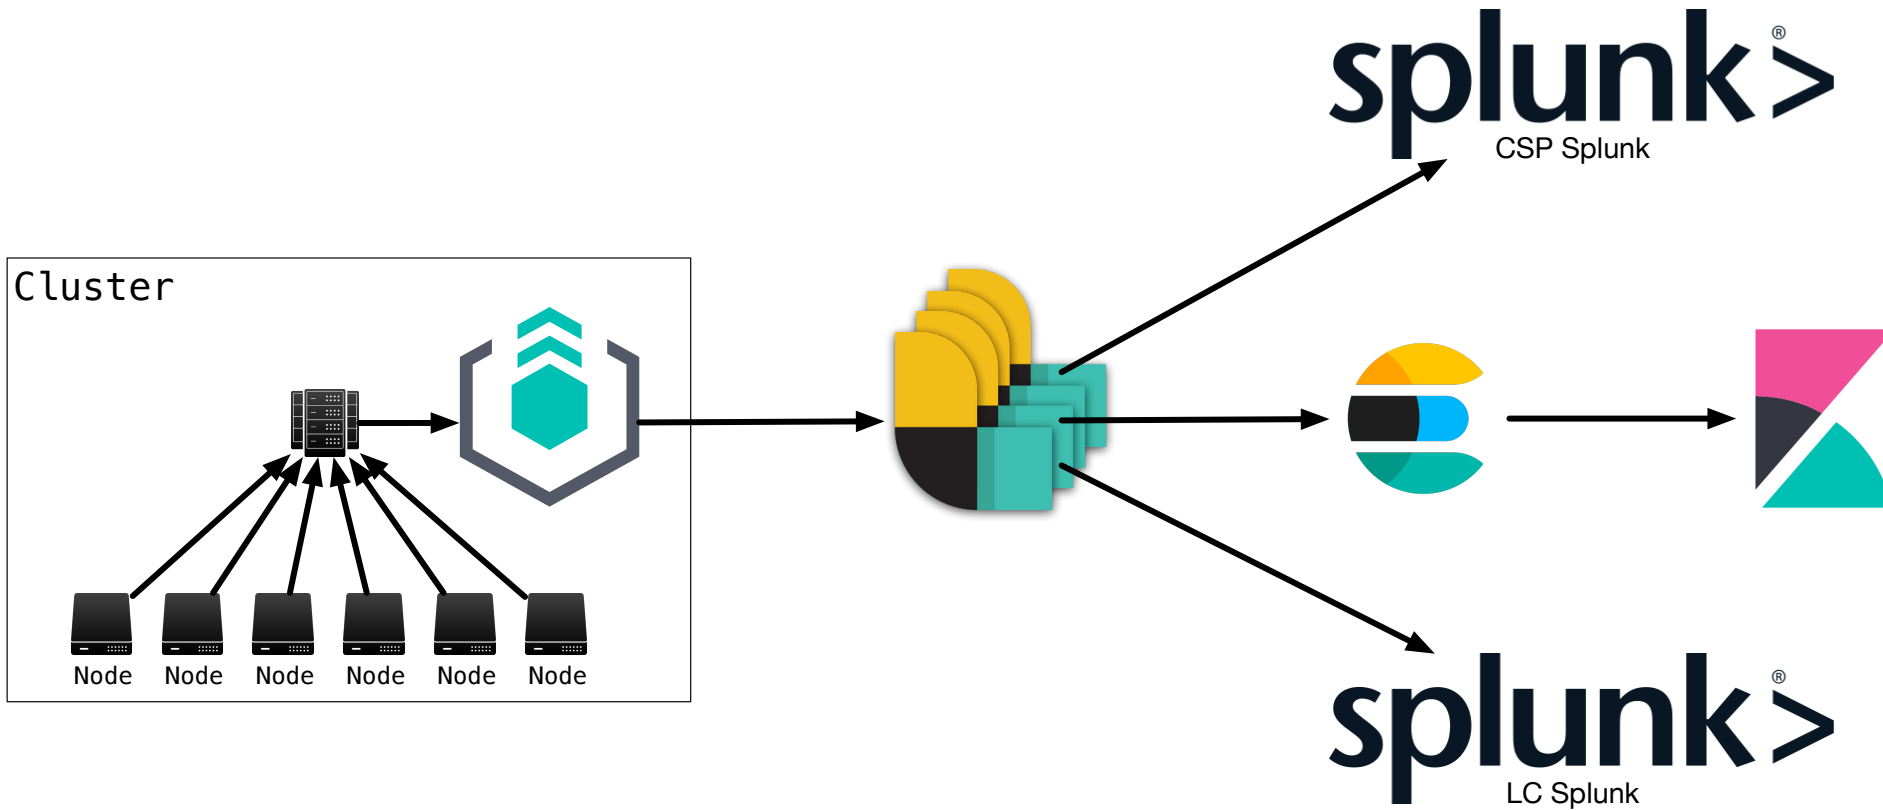 splunk>®
CSP Splunk
Cluster
Node Node Node Node Node Node
splunk>®
LC Splunk